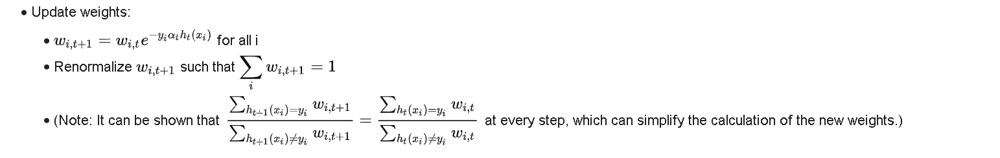 • Update weights:
• w_{i,t+1} = w_{i,t} e^{-y_i α_t h_t(x_i)} for all i
• Renormalize w_{i,t+1} such that \sum_i w_{i,t+1} = 1
• (Note: It can be shown that \frac{\sum_{h_{t+1}(x_i)=y_i} w_{i,t+1}}{\sum_{h_{t+1}(x_i)≠y_i} w_{i,t+1}} = \frac{\sum_{h_t(x_i)=y_i} w_{i,t}}{\sum_{h_t(x_i)≠y_i} w_{i,t}} at every step, which can simplify the calculation of the new weights.)